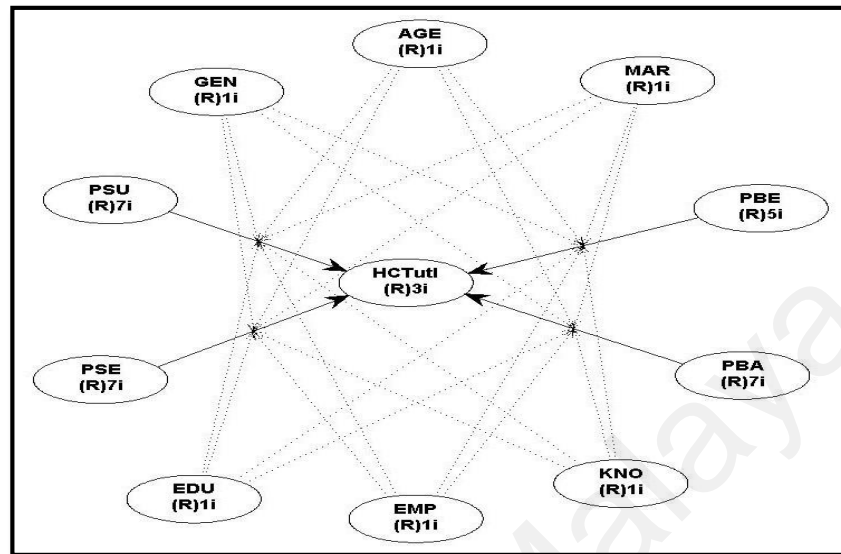 AGE
(R)1i
GEN
(R)1i
MAR
(R)1i
PSU
(R)7i
PBE
(R)5i
HCTutI
(R)3i
PSE
(R)7i
PBA
(R)7i
EDU
(R)1i
EMP
(R)1i
KNO
(R)1i
Malaya